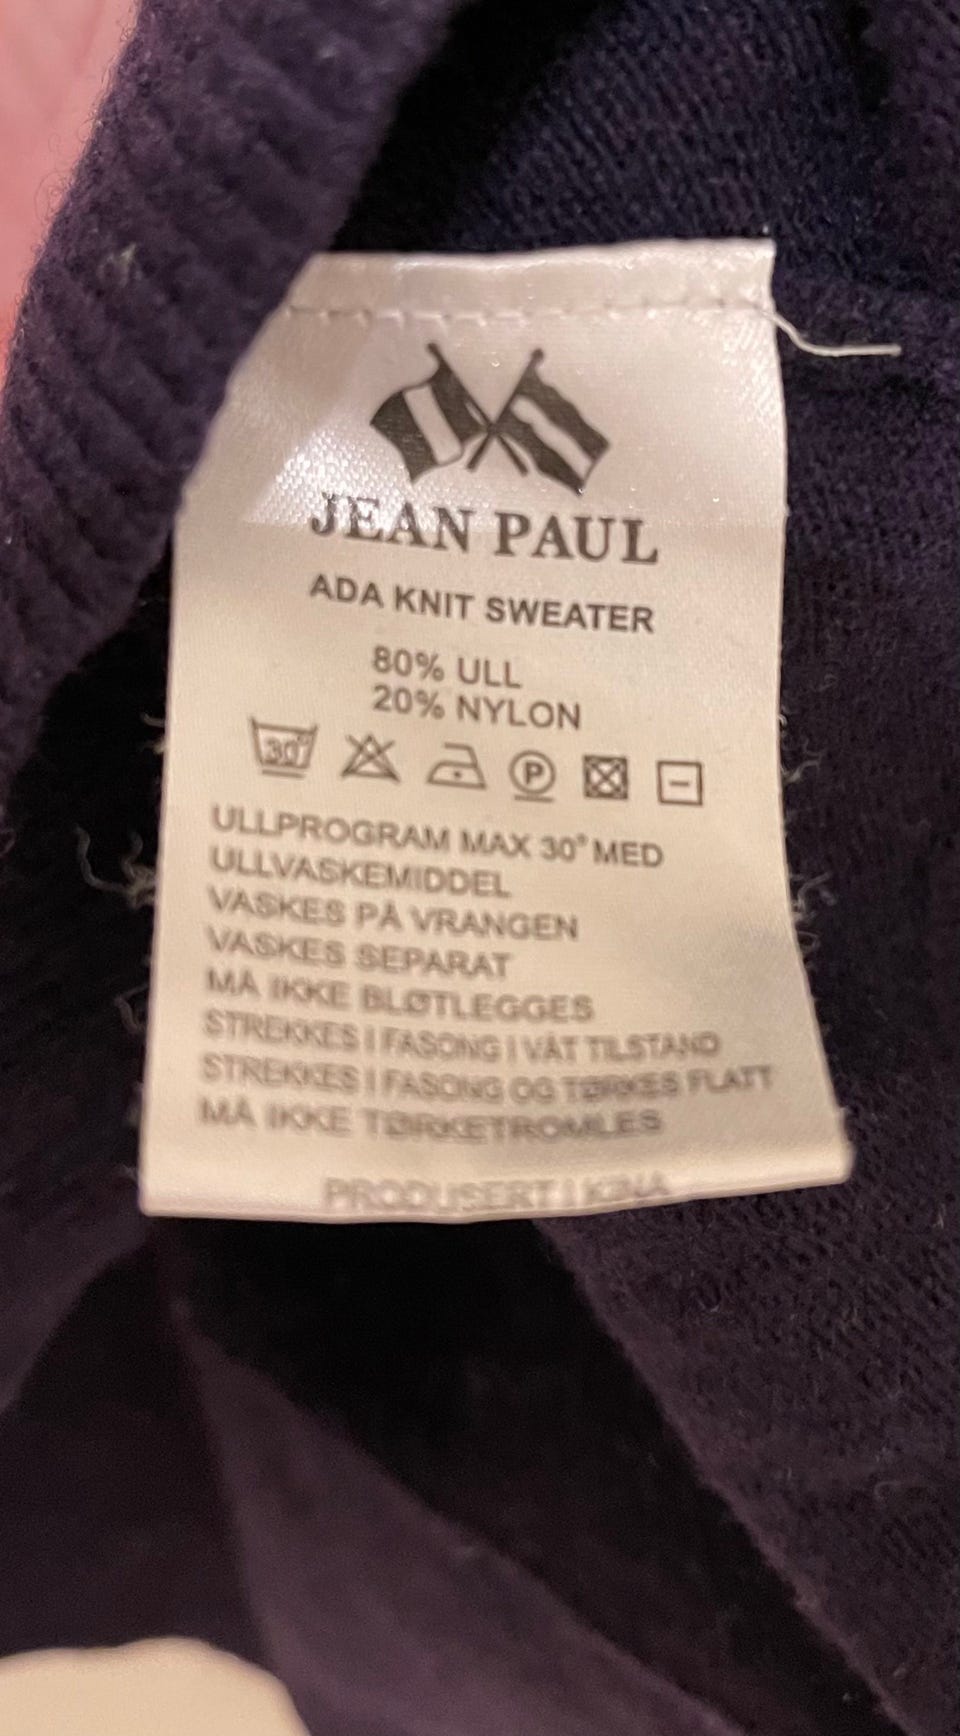 JEAN PAUL
ADA KNIT SWEATER
80% ULL
20% NYLON
30° P
ULLPROGRAM MAX 30° MED
ULLVASKEMIDDEL
VASKES PÅ VRANGEN
VASKES SEPARAT
MÅ IKKE BLØTLEGGES
STREKKES I FASONG I VÅT TILSTAND
STREKKES I FASONG OG TØRKES FLATT
MÅ IKKE TØRKETROMLES
PRODUSERT I KINA